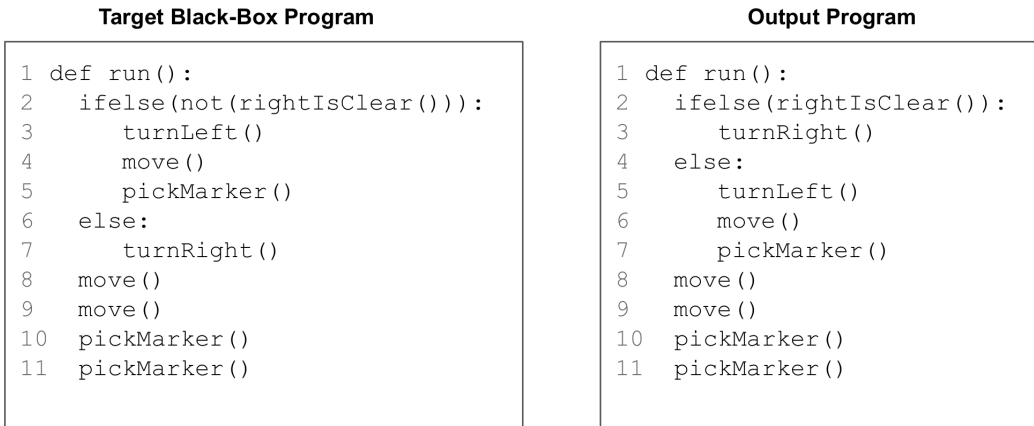 Target Black-Box Program
1 def run():
2 ifelse(not(rightIsClear())):
3 turnLeft()
4 move()
5 pickMarker()
6 else:
7 turnRight()
8 move()
9 move()
10 pickMarker()
11 pickMarker()
Output Program
1 def run():
2 ifelse(rightIsClear()):
3 turnRight()
4 else:
5 turnLeft()
6 move()
7 pickMarker()
8 move()
9 move()
10 pickMarker()
11 pickMarker()